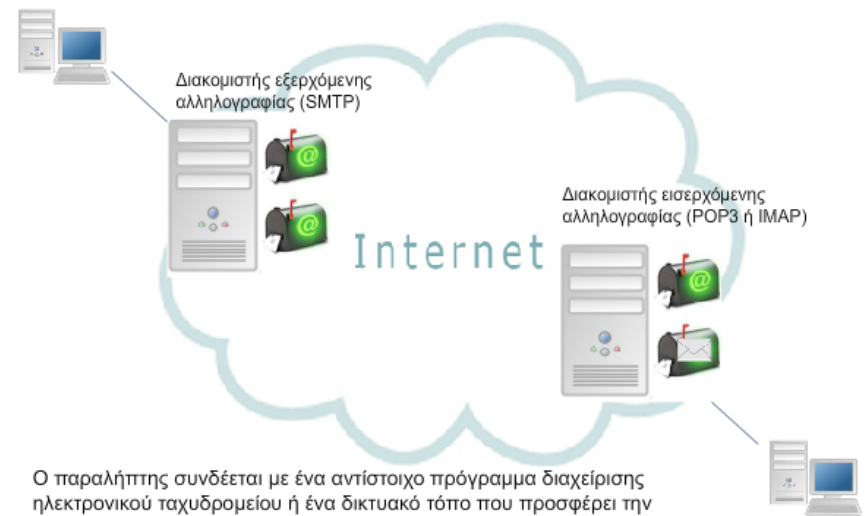 Διακομιστής εξερχόμενης
αλληλογραφίας (SMTP)
@
@
Διακομιστής εισερχόμενης
αλληλογραφίας (POP3 ή IMAP)
Internet
@
Ο παραλήπτης συνδέεται με ένα αντίστοιχο πρόγραμμα διαχείρισης
ηλεκτρονικού ταχυδρομείου ή ένα δικτυακό τόπο που προσφέρει την